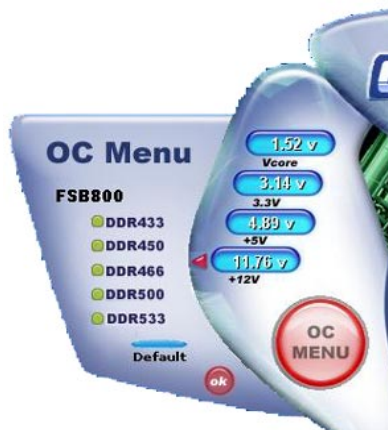 OC Menu
FSB800
DDR433
DDR450
DDR466
DDR500
DDR533
Default
ok
1.52 v
Vcore
3.14 v
3.3V
4.89 v
+5V
11.76 v
+12V
OC
MENU